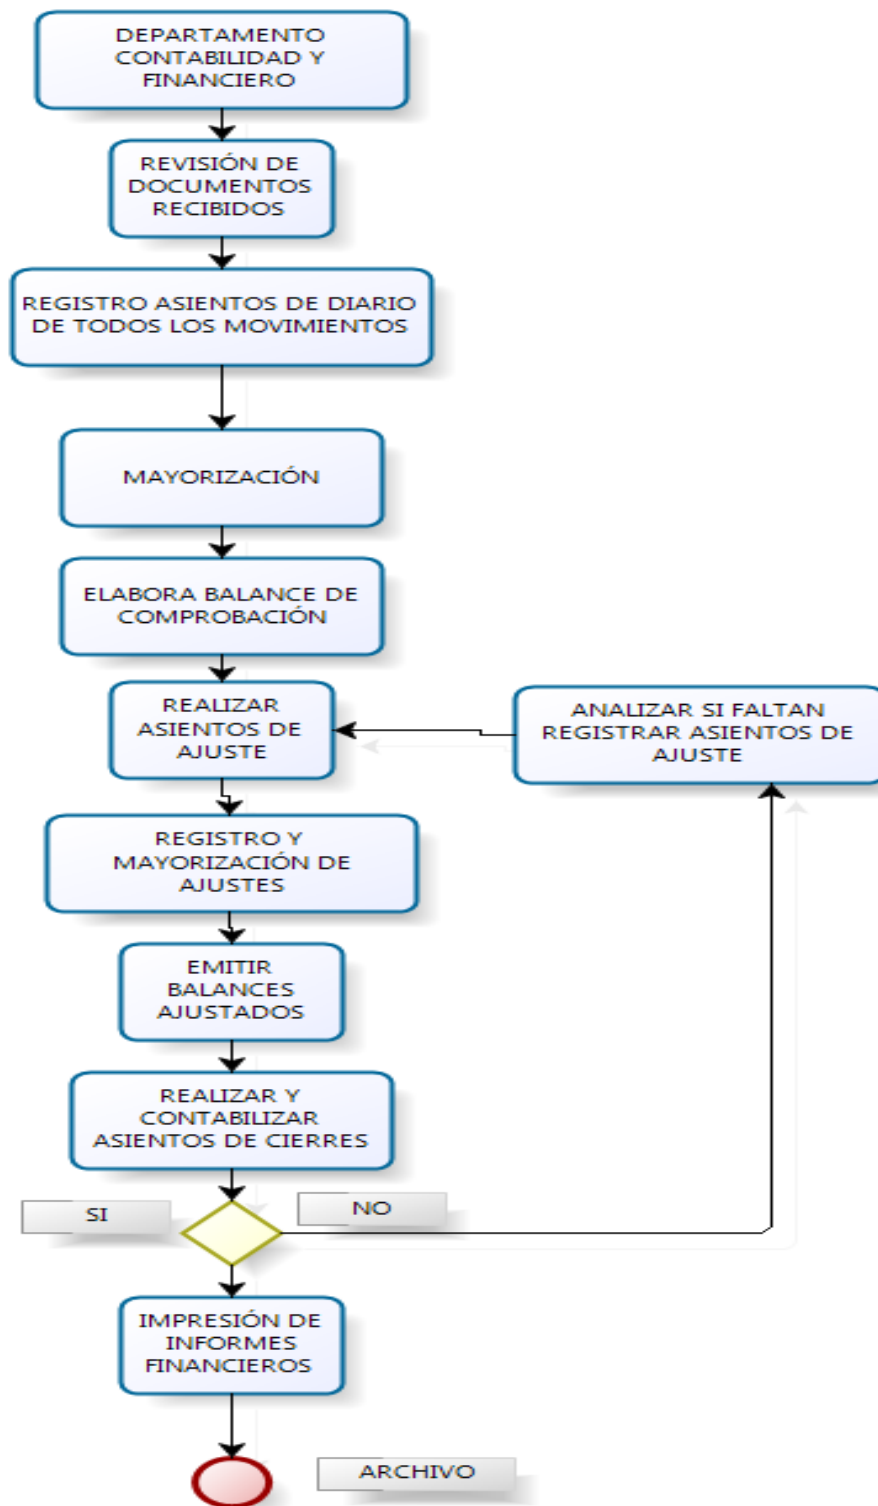 DEPARTAMENTO
CONTABILIDAD Y
FINANCIERO
REVISIÓN DE
DOCUMENTOS
RECIBIDOS
REGISTRO ASIENTOS DE DIARIO
DE TODOS LOS MOVIMIENTOS
MAYORIZACIÓN
ELABORA BALANCE DE
COMPROBACIÓN
REALIZAR
ASIENTOS DE
AJUSTE
ANALIZAR SI FALTAN
REGISTRAR ASIENTOS DE
AJUSTE
REGISTRO Y
MAYORIZACIÓN DE
AJUSTES
EMITIR
BALANCES
AJUSTADOS
REALIZAR Y
CONTABILIZAR
ASIENTOS DE CIERRES
SI
NO
IMPRESIÓN DE
INFORMES
FINANCIEROS
ARCHIVO